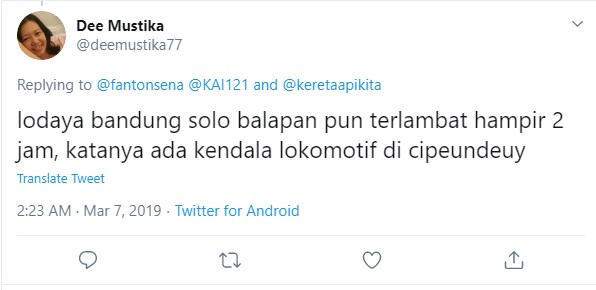 Dee Mustika
@deemustika77
Replying to @fantonsena @KAI121 and @keretaapikita
lodaya bandung solo balapan pun terlambat hampir 2
jam, katanya ada kendala lokomotif di cipeundeuy
Translate Tweet
2:23 AM · Mar 7, 2019 · Twitter for Android